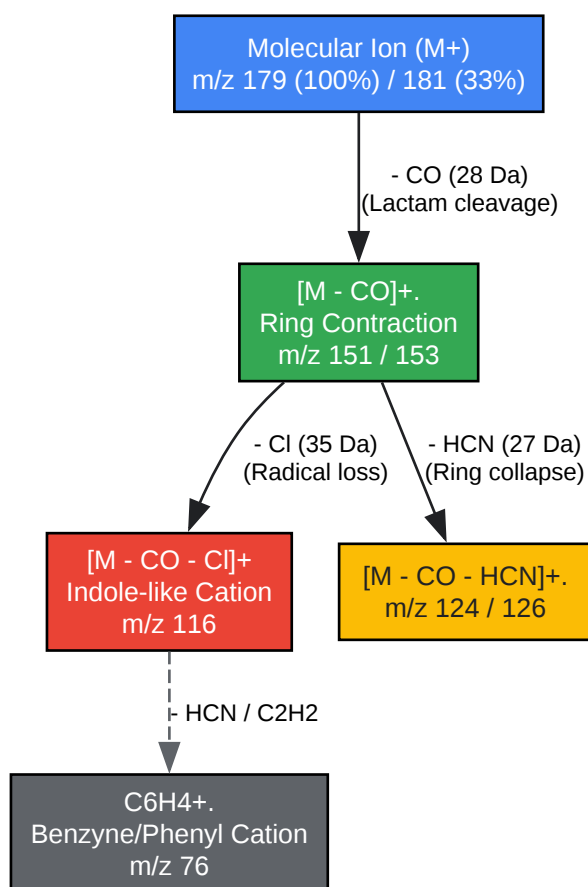 Molecular Ion (M+)
m/z 179 (100%) / 181 (33%)
- CO (28 Da)
(Lactam cleavage)
[M - CO]+.
Ring Contraction
m/z 151 / 153
- Cl (35 Da)
(Radical loss)
- HCN (27 Da)
(Ring collapse)
[M - CO - Cl]+
Indole-like Cation
m/z 116
[M - CO - HCN]+.
m/z 124 / 126
- HCN / C2H2
C6H4+.
Benzyne/Phenyl Cation
m/z 76